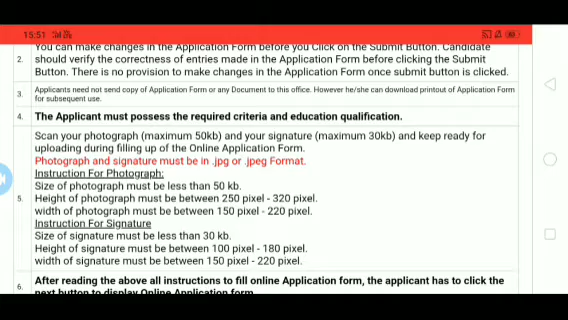 15:51
You can make changes in the Application Form before you Click on the Submit Button. Candidate
2. should verify the correctness of entries made in the Application Form before clicking the Submit
Button. There is no provision to make changes in the Application Form once submit button is clicked.
3. Applicants need not send copy of Application Form or any Document to this office. However he/she can download printout of Application Form
for subsequent use.
4. The Applicant must possess the required criteria and education qualification.
Scan your photograph (maximum 50kb) and your signature (maximum 30kb) and keep ready for
uploading during filling up of the Online Application Form.
Photograph and signature must be in .jpg or .jpeg Format.
Instruction For Photograph:
Size of photograph must be less than 50 kb.
5. Height of photograph must be between 250 pixel - 320 pixel.
width of photograph must be between 150 pixel - 220 pixel.
Instruction For Signature
Size of signature must be less than 30 kb.
Height of signature must be between 100 pixel - 180 pixel.
width of signature must be between 150 pixel - 220 pixel.
6. After reading the above all instructions to fill online Application form, the applicant has to click the
next button to display Online Application form.